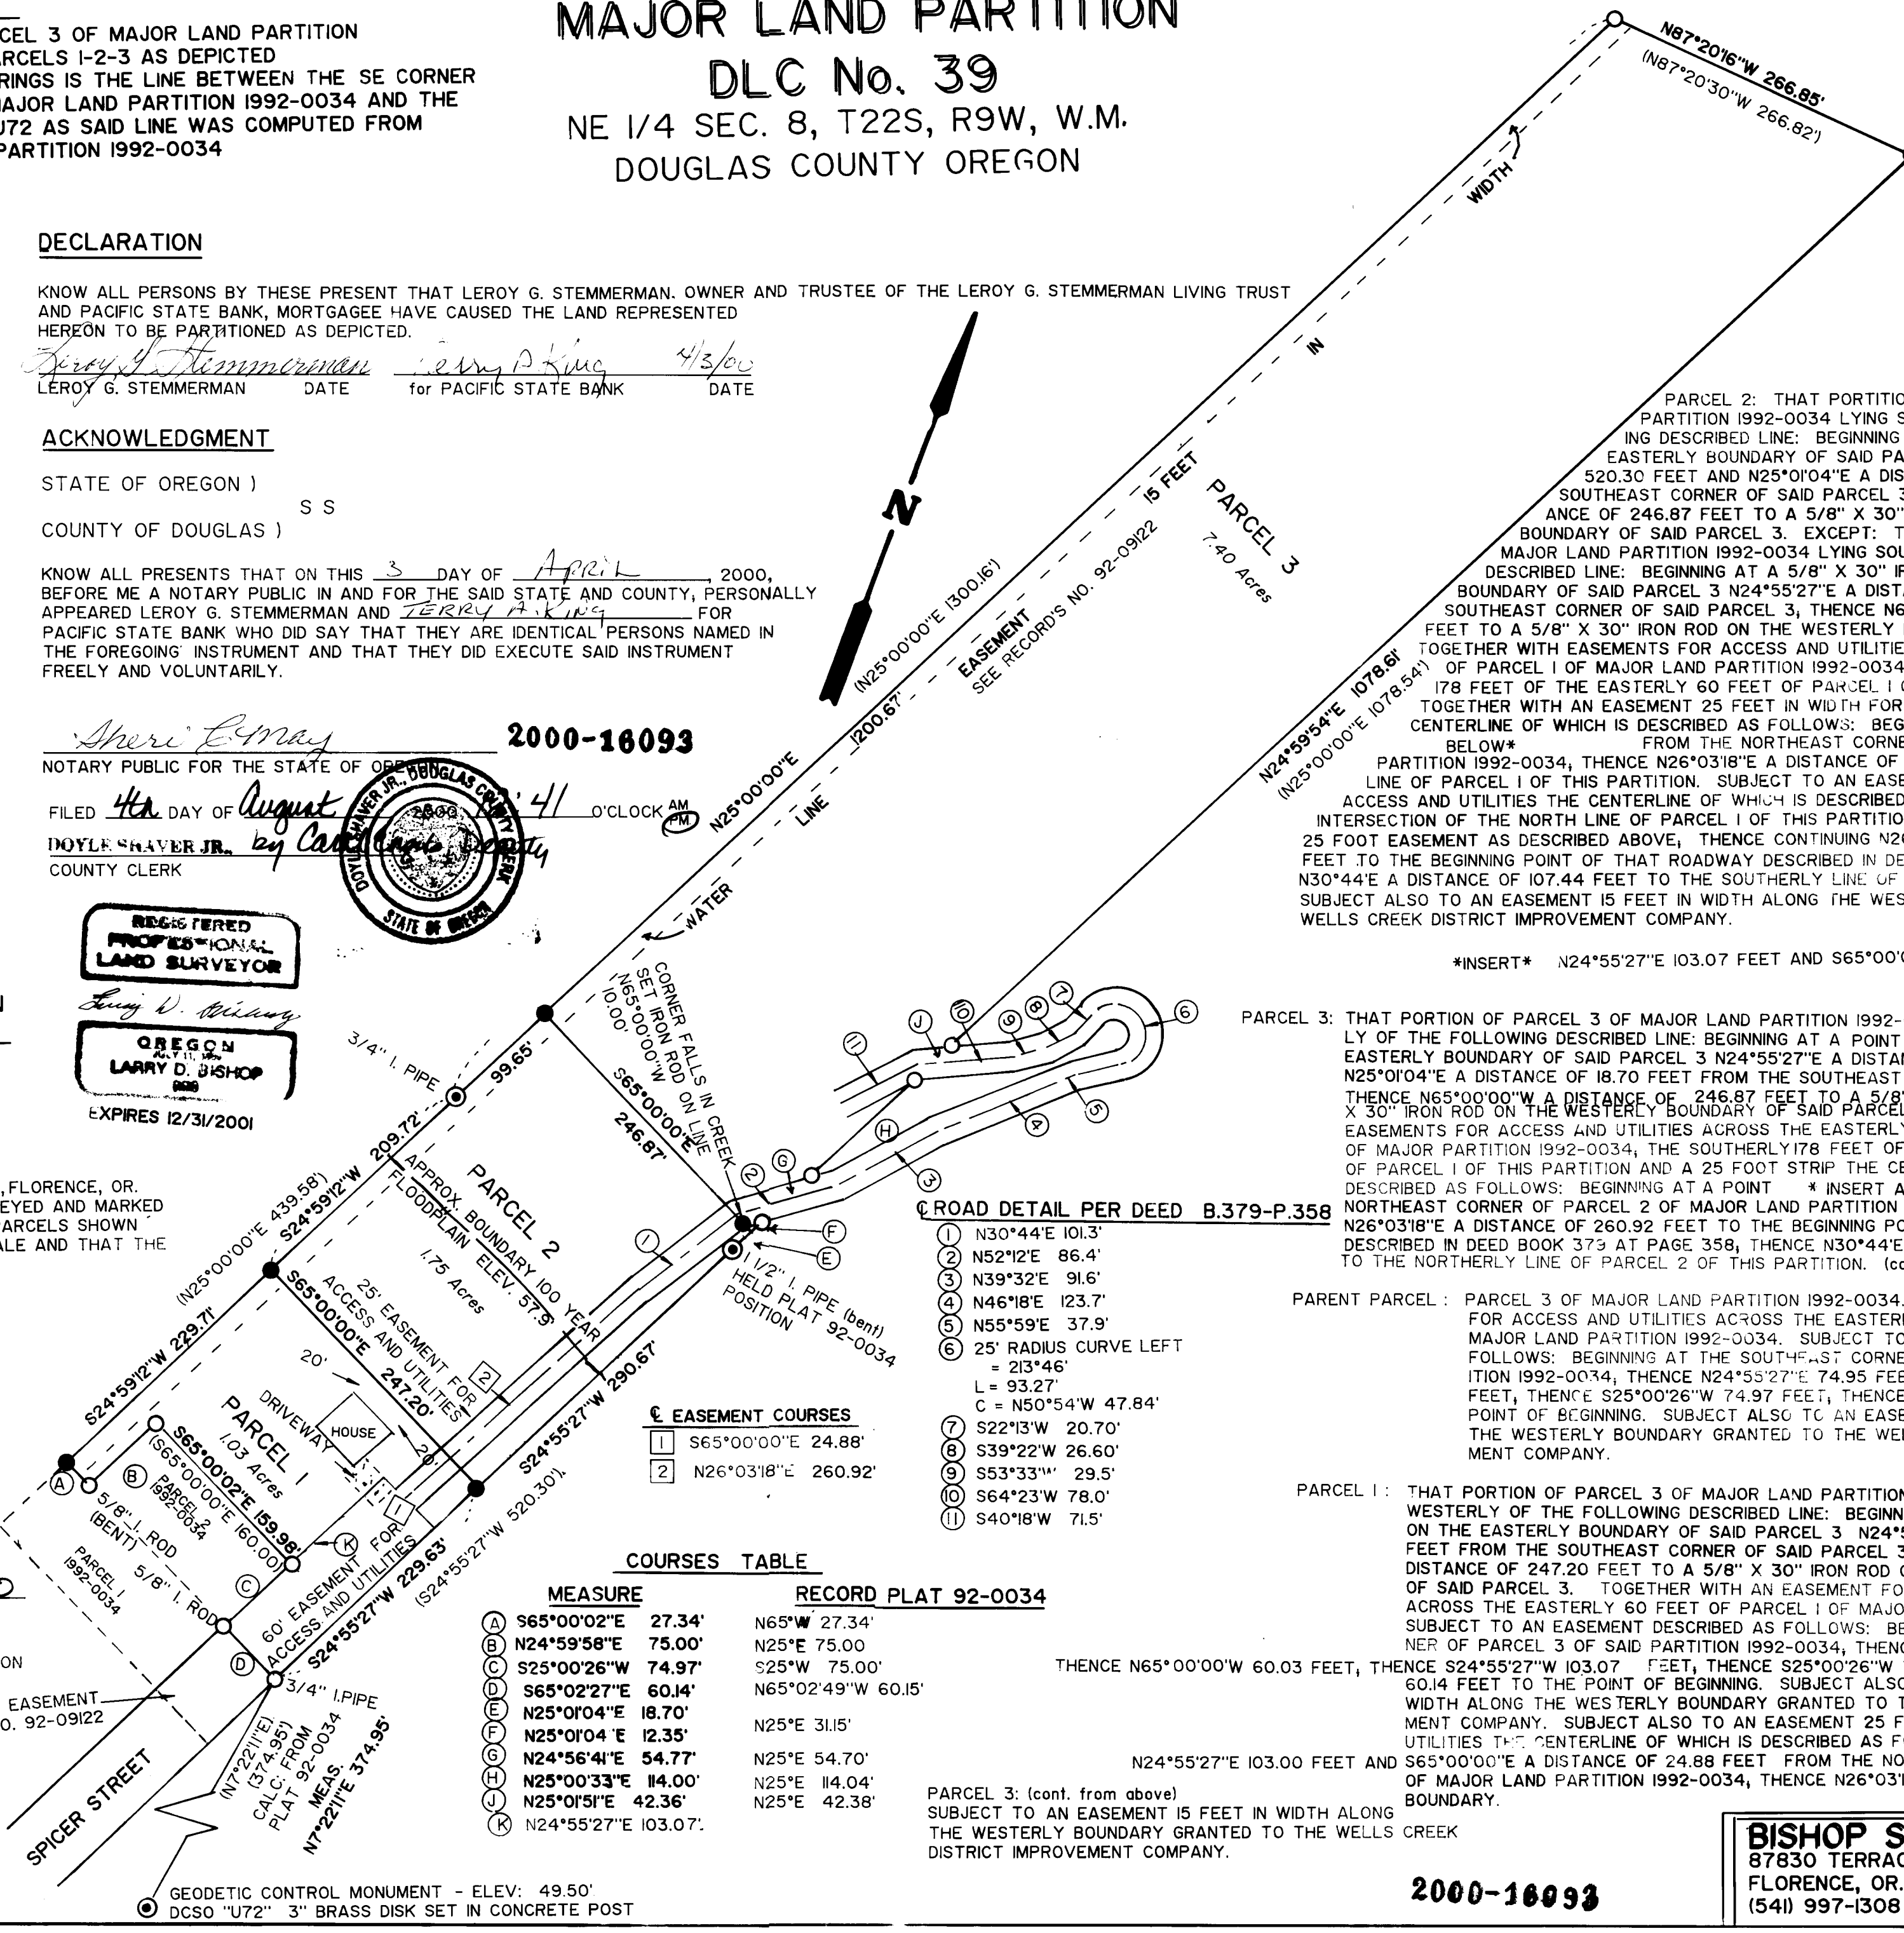 CEL 3 OF MAJOR LAND PARTITION
ARCELS 1-2-3 AS DEPICTED
RINGS IS THE LINE BETWEEN THE SE CORNER
MAJOR LAND PARTITION 1992-0034 AND THE
U72 AS SAID LINE WAS COMPUTED FROM
PARTITION 1992-0034
MAJOR LAND PARTITION
DLC No. 39
NE 1/4 SEC. 8, T22S, R9W, W.M.
DOUGLAS COUNTY OREGON
DECLARATION
KNOW ALL PERSONS BY THESE PRESENT THAT LEROY G. STEMMERMAN. OWNER AND TRUSTEE OF THE LEROY G. STEMMERMAN LIVING TRUST
AND PACIFIC STATE BANK, MORTGAGEE HAVE CAUSED THE LAND REPRESENTED
HEREON TO BE PARTITIONED AS DEPICTED.
Leroy G Stemmerman Terry A King 4/3/00
LEROY G. STEMMERMAN DATE for PACIFIC STATE BANK DATE
ACKNOWLEDGMENT
STATE OF OREGON )
S S
COUNTY OF DOUGLAS )
KNOW ALL PRESENTS THAT ON THIS 3 DAY OF APRIL, 2000,
BEFORE ME A NOTARY PUBLIC IN AND FOR THE SAID STATE AND COUNTY, PERSONALLY
APPEARED LEROY G. STEMMERMAN AND TERRY A. KING FOR
PACIFIC STATE BANK WHO DID SAY THAT THEY ARE IDENTICAL PERSONS NAMED IN
THE FOREGOING INSTRUMENT AND THAT THEY DID EXECUTE SAID INSTRUMENT
FREELY AND VOLUNTARILY.
Sheri May
2000-16093
NOTARY PUBLIC FOR THE STATE OF OREGON
FILED 4th DAY OF August 2000 :41 O'CLOCK AM PM
DOYLE SHAVER JR., by Deputy
COUNTY CLERK
DOYLE SHAVER JR., DOUGLAS COUNTY CLERK
STATE OF OREGON
REGISTERED
PROFESSIONAL
LAND SURVEYOR
Larry D. Bishop
OREGON
LARRY D. BISHOP
EXPIRES 12/31/2001
,FLORENCE, OR.
EYED AND MARKED
ARCELS SHOWN
ALE AND THAT THE
ON
EASEMENT
O. 92-09122
N87°20'16"W 266.85'
(N87°20'30"W 266.82')
WIDTH
IN
15 FEET
EASEMENT
SEE RECORD'S NO. 92-09122
LINE
WATER
PARCEL 3
7.40 Acres
N
(N25°00'00"E 1300.16')
N25°00'00"E 1200.67'
N24°59'54"E 1078.61'
(N25°00'00"E 1078.54')
3/4" I. PIPE
99.65'
CORNER FALLS IN CREEK
SET IRON ROD ON LINE
N65°00'00"W
10.00'
S65°00'00"E
246.87'
S24°59'12"W 209.72'
(N25°00'00"E 439.58')
S24°59'12"W 229.71'
APPROX. BOUNDARY 100 YEAR
FLOODPLAIN ELEV. 57.9
PARCEL 2
1.75 Acres
25' EASEMENT FOR
ACCESS AND UTILITIES
S65°00'00"E
247.20'
20'
DRIVEWAY
HOUSE
20'
PARCEL 1
1.03 Acres
S65°00'02"E 159.98'
(S65°00'00"E 160.00')
PARCEL 2
1992-0034
5/8" I. ROD
(BENT)
5/8" I. ROD
PARCEL 1
1992-0034
60' EASEMENT FOR
ACCESS AND UTILITIES
S24°55'27"W 229.63'
(S24°55'27"W 520.30')
S24°55'27"W 290.67'
1 1/2" I. PIPE (bent)
HELD PLAT 92-0034
POSITION
3/4" I.PIPE
(N7°22'11"E)
(374.95')
CALC: FROM
PLAT 92-0034
MEAS.
N7°22'11"E 374.95'
SPICER STREET
GEODETIC CONTROL MONUMENT - ELEV: 49.50'
DCSO "U72" 3" BRASS DISK SET IN CONCRETE POST
A
B
C
D
K
E
F
G
H
J
1
2
3
4
5
6
7
8
9
10
11
1
2
℄ ROAD DETAIL PER DEED B.379-P.358
1 N30°44'E 101.3'
2 N52°12'E 86.4'
3 N39°32'E 91.6'
4 N46°18'E 123.7'
5 N55°59'E 37.9'
6 25' RADIUS CURVE LEFT
= 213°46'
L = 93.27'
C = N50°54'W 47.84'
7 S22°13'W 20.70'
8 S39°22'W 26.60'
9 S53°33'W 29.5'
10 S64°23'W 78.0'
11 S40°18'W 71.5'
℄ EASEMENT COURSES
1 S65°00'00"E 24.88'
2 N26°03'18"E 260.92'
COURSES TABLE
MEASURE RECORD PLAT 92-0034
A S65°00'02"E 27.34' N65°W 27.34'
B N24°59'58"E 75.00' N25°E 75.00
C S25°00'26"W 74.97' S25°W 75.00'
D S65°02'27"E 60.14' N65°02'49"W 60.15'
E N25°01'04"E 18.70'
F N25°01'04"E 12.35' N25°E 31.15'
G N24°56'41"E 54.77' N25°E 54.70'
H N25°00'33"E 114.00' N25°E 114.04'
J N25°01'51"E 42.36' N25°E 42.38'
K N24°55'27"E 103.07'
PARCEL 2: THAT PORTITIO
PARTITION 1992-0034 LYING S
ING DESCRIBED LINE: BEGINNING
EASTERLY BOUNDARY OF SAID PA
520.30 FEET AND N25°01'04"E A DIS
SOUTHEAST CORNER OF SAID PARCEL 3
ANCE OF 246.87 FEET TO A 5/8" X 30"
BOUNDARY OF SAID PARCEL 3. EXCEPT: T
MAJOR LAND PARTITION 1992-0034 LYING SOU
DESCRIBED LINE: BEGINNING AT A 5/8" X 30" IR
BOUNDARY OF SAID PARCEL 3 N24°55'27"E A DIST
SOUTHEAST CORNER OF SAID PARCEL 3; THENCE N6
FEET TO A 5/8" X 30" IRON ROD ON THE WESTERLY
TOGETHER WITH EASEMENTS FOR ACCESS AND UTILITIE
OF PARCEL 1 OF MAJOR LAND PARTITION 1992-0034
178 FEET OF THE EASTERLY 60 FEET OF PARCEL 1
TOGETHER WITH AN EASEMENT 25 FEET IN WIDTH FOR
CENTERLINE OF WHICH IS DESCRIBED AS FOLLOWS: BEG
BELOW* FROM THE NORTHEAST CORNE
PARTITION 1992-0034; THENCE N26°03'18"E A DISTANCE OF
LINE OF PARCEL 1 OF THIS PARTITION. SUBJECT TO AN EASE
ACCESS AND UTILITIES THE CENTERLINE OF WHICH IS DESCRIBED
INTERSECTION OF THE NORTH LINE OF PARCEL 1 OF THIS PARTITIO
25 FOOT EASEMENT AS DESCRIBED ABOVE; THENCE CONTINUING N2
FEET TO THE BEGINNING POINT OF THAT ROADWAY DESCRIBED IN DE
N30°44'E A DISTANCE OF 107.44 FEET TO THE SOUTHERLY LINE OF
SUBJECT ALSO TO AN EASEMENT 15 FEET IN WIDTH ALONG THE WES
WELLS CREEK DISTRICT IMPROVEMENT COMPANY.
*INSERT* N24°55'27"E 103.07 FEET AND S65°00'
PARCEL 3: THAT PORTION OF PARCEL 3 OF MAJOR LAND PARTITION 1992-
LY OF THE FOLLOWING DESCRIBED LINE: BEGINNING AT A POINT
EASTERLY BOUNDARY OF SAID PARCEL 3 N24°55'27"E A DISTAN
N25°01'04"E A DISTANCE OF 18.70 FEET FROM THE SOUTHEAST
THENCE N65°00'00"W A DISTANCE OF 246.87 FEET TO A 5/8"
X 30" IRON ROD ON THE WESTERLY BOUNDARY OF SAID PARCEL
EASEMENTS FOR ACCESS AND UTILITIES ACROSS THE EASTERLY
OF MAJOR PARTITION 1992-0034; THE SOUTHERLY 178 FEET OF
OF PARCEL 1 OF THIS PARTITION AND A 25 FOOT STRIP THE CE
DESCRIBED AS FOLLOWS: BEGINNING AT A POINT * INSERT A
NORTHEAST CORNER OF PARCEL 2 OF MAJOR LAND PARTITION
N26°03'18"E A DISTANCE OF 260.92 FEET TO THE BEGINNING PO
DESCRIBED IN DEED BOOK 379 AT PAGE 358; THENCE N30°44'E
TO THE NORTHERLY LINE OF PARCEL 2 OF THIS PARTITION. (co
PARENT PARCEL : PARCEL 3 OF MAJOR LAND PARTITION 1992-0034.
FOR ACCESS AND UTILITIES ACROSS THE EASTER
MAJOR LAND PARTITION 1992-0034. SUBJECT TO
FOLLOWS: BEGINNING AT THE SOUTHEAST CORNE
ITION 1992-0034; THENCE N24°55'27"E 74.95 FEE
FEET; THENCE S25°00'26"W 74.97 FEET; THENCE
POINT OF BEGINNING. SUBJECT ALSO TO AN EASE
THE WESTERLY BOUNDARY GRANTED TO THE WEL
MENT COMPANY.
PARCEL 1 : THAT PORTION OF PARCEL 3 OF MAJOR LAND PARTITION
WESTERLY OF THE FOLLOWING DESCRIBED LINE: BEGINN
ON THE EASTERLY BOUNDARY OF SAID PARCEL 3 N24°5
FEET FROM THE SOUTHEAST CORNER OF SAID PARCEL 3
DISTANCE OF 247.20 FEET TO A 5/8" X 30" IRON ROD O
OF SAID PARCEL 3. TOGETHER WITH AN EASEMENT FO
ACROSS THE EASTERLY 60 FEET OF PARCEL 1 OF MAJO
SUBJECT TO AN EASEMENT DESCRIBED AS FOLLOWS: BE
NER OF PARCEL 3 OF SAID PARTITION 1992-0034; THENC
THENCE N65°00'00"W 60.03 FEET; THENCE S24°55'27"W 103.07 FEET; THENCE S25°00'26"W
60.14 FEET TO THE POINT OF BEGINNING. SUBJECT ALSO
WIDTH ALONG THE WESTERLY BOUNDARY GRANTED TO T
MENT COMPANY. SUBJECT ALSO TO AN EASEMENT 25 F
UTILITIES THE CENTERLINE OF WHICH IS DESCRIBED AS F
N24°55'27"E 103.00 FEET AND S65°00'00"E A DISTANCE OF 24.88 FEET FROM THE NO
OF MAJOR LAND PARTITION 1992-0034; THENCE N26°03'1
BOUNDARY.
PARCEL 3: (cont. from above)
SUBJECT TO AN EASEMENT 15 FEET IN WIDTH ALONG
THE WESTERLY BOUNDARY GRANTED TO THE WELLS CREEK
DISTRICT IMPROVEMENT COMPANY.
2000-16093
BISHOP S
87830 TERRAC
FLORENCE, OR.
(541) 997-1308